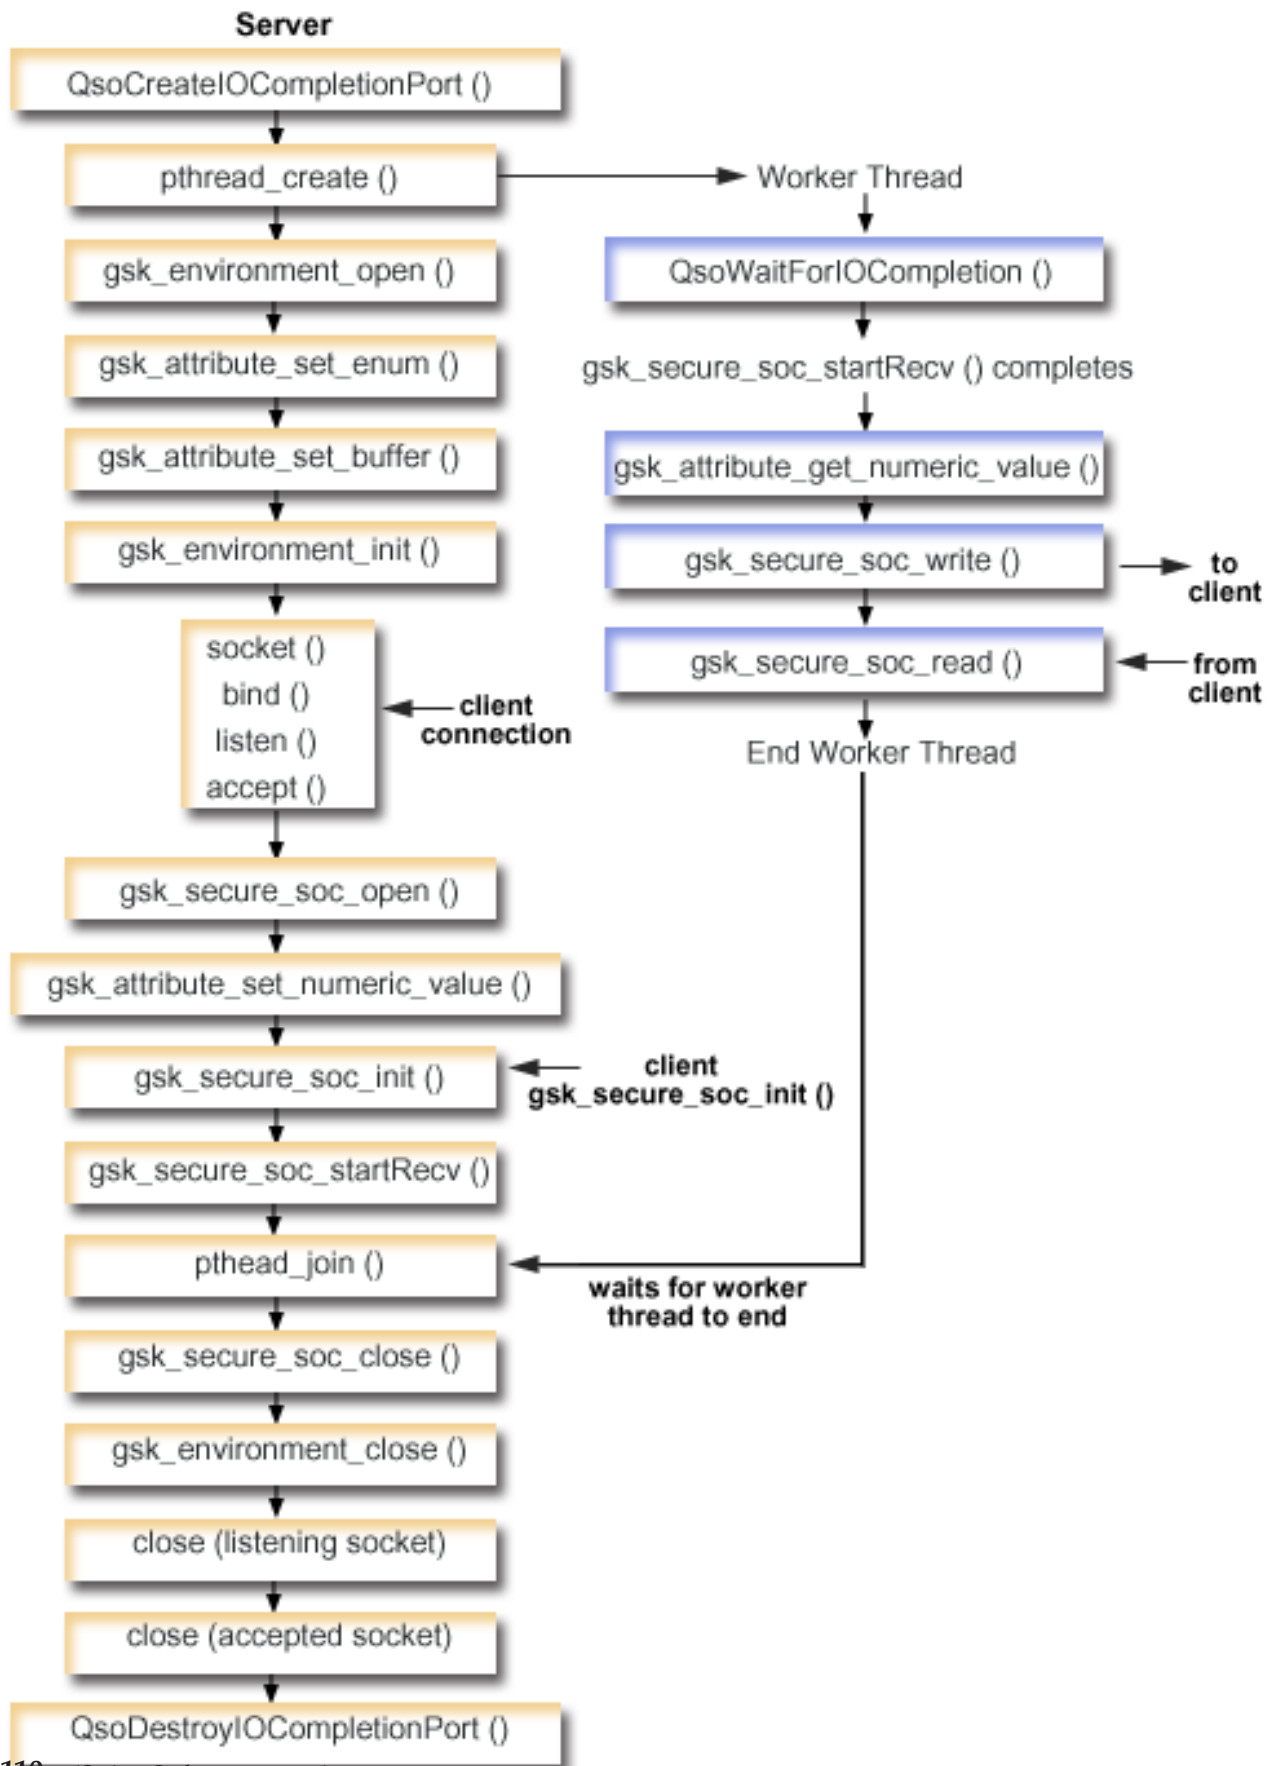 Server
QsoCreateIOCompletionPort ()
pthread_create ()
gsk_environment_open ()
gsk_attribute_set_enum ()
gsk_attribute_set_buffer ()
gsk_environment_init ()
socket ()
bind ()
listen ()
accept ()
client
connection
gsk_secure_soc_open ()
gsk_attribute_set_numeric_value ()
gsk_secure_soc_init ()
client
gsk_secure_soc_init ()
gsk_secure_soc_startRecv ()
pthead_join ()
waits for worker
thread to end
gsk_secure_soc_close ()
gsk_environment_close ()
close (listening socket)
close (accepted socket)
QsoDestroyIOCompletionPort ()
Worker Thread
QsoWaitForIOCompletion ()
gsk_secure_soc_startRecv () completes
gsk_attribute_get_numeric_value ()
gsk_secure_soc_write ()
to
client
gsk_secure_soc_read ()
from
client
End Worker Thread